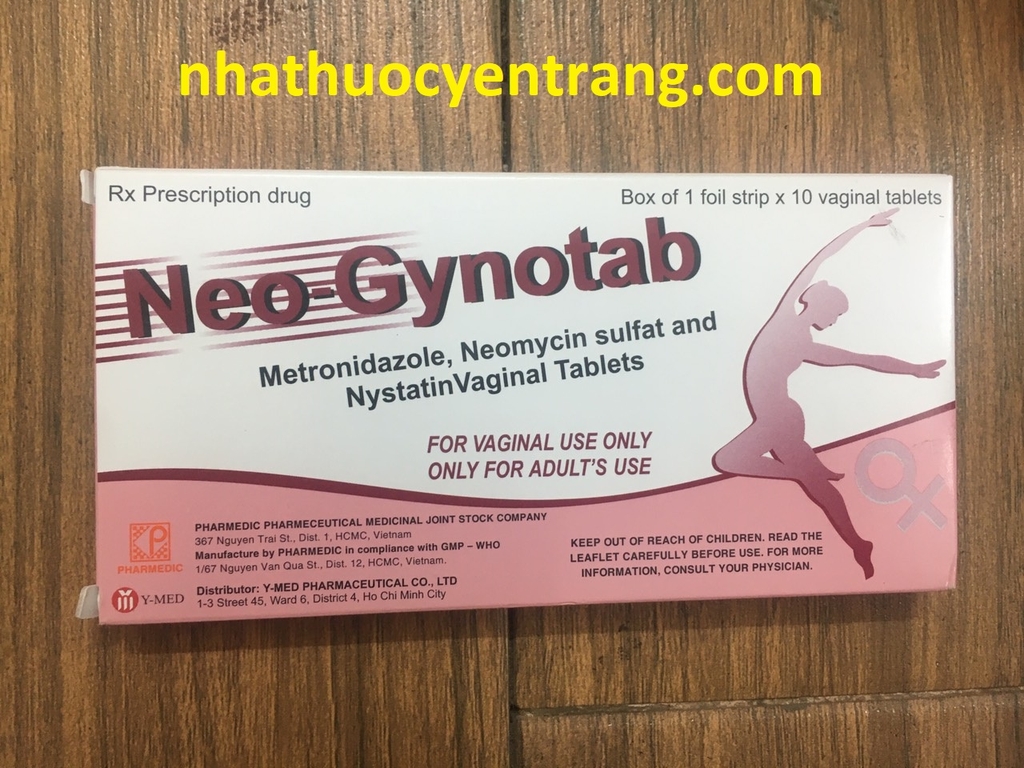 nhathuocyentrang.com
Rx Prescription drug
Box of 1 foil strip x 10 vaginal tablets
Neo-Gynotab
Metronidazole, Neomycin sulfat and
NystatinVaginal Tablets
FOR VAGINAL USE ONLY
ONLY FOR ADULT'S USE
PHARMEDIC PHARMECEUTICAL MEDICINAL JOINT STOCK COMPANY
367 Nguyen Trai St., Dist. 1, HCMC, Vietnam
Manufacture by PHARMEDIC in compliance with GMP – WHO
1/67 Nguyen Van Qua St., Dist. 12, HCMC, Vietnam.
PHARMEDIC
Y-MED
Distributor: Y-MED PHARMACEUTICAL CO., LTD
1-3 Street 45, Ward 6, District 4, Ho Chi Minh City
KEEP OUT OF REACH OF CHILDREN. READ THE
LEAFLET CAREFULLY BEFORE USE. FOR MORE
INFORMATION, CONSULT YOUR PHYSICIAN.